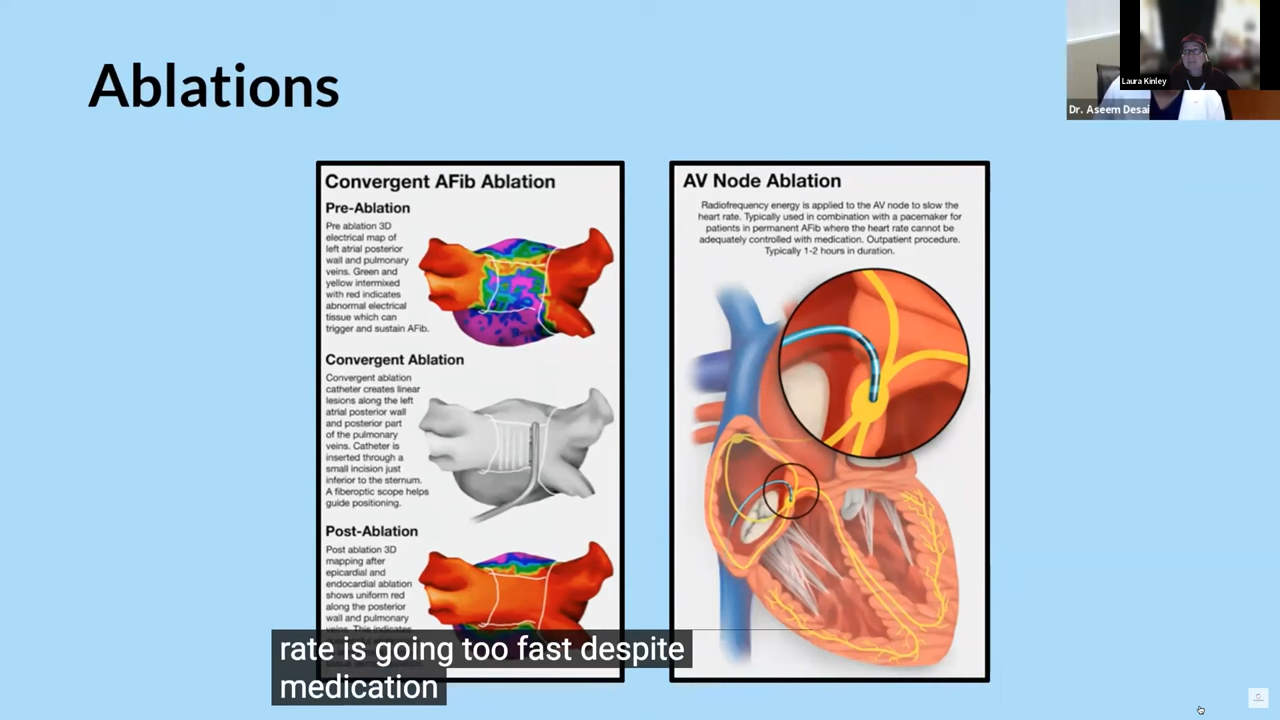 Ablations
Laura Kinley
Dr. Aseem Desai
Convergent AFib Ablation
Pre-Ablation
Pre ablation 3D
electrical map of
left atrial posterior
wall and pulmonary
veins. Green and
yellow intermixed
with red indicates
abnormal electrical
tissue which can
trigger and sustain AFib.
Convergent Ablation
Convergent ablation
catheter creates linear
lesions along the left
atrial posterior wall
and posterior part
of the pulmonary
veins. Catheter is
inserted through a
small incision just
inferior to the sternum.
A fiberoptic scope helps
guide positioning.
Post-Ablation
Post ablation 3D
mapping after
epicardial and
endocardial ablation
shows uniform red
along the posterior
wall and pulmonary
veins. This indicates
AV Node Ablation
Radiofrequency energy is applied to the AV node to slow the
heart rate. Typically used in combination with a pacemaker for
patients in permanent AFib where the heart rate cannot be
adequately controlled with medication. Outpatient procedure.
Typically 1-2 hours in duration.
rate is going too fast despite
medication